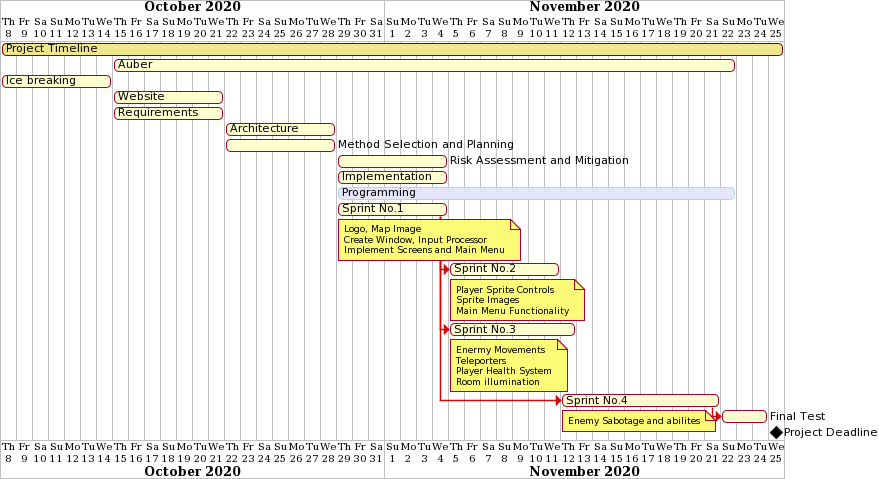 October 2020 November 2020
Th Fr Sa Su Mo Tu We Th Fr Sa Su Mo Tu We Th Fr Sa Su Mo Tu We Th Fr Sa Su Mo Tu We Th Fr Sa Su Mo Tu We Th Fr Sa Su Mo Tu We Th Fr Sa Su Mo Tu We
8 9 10 11 12 13 14 15 16 17 18 19 20 21 22 23 24 25 26 27 28 29 30 31 1 2 3 4 5 6 7 8 9 10 11 12 13 14 15 16 17 18 19 20 21 22 23 24 25
Project Timeline
Auber
Ice breaking
Website
Requirements
Architecture
Method Selection and Planning
Risk Assessment and Mitigation
Implementation
Programming
Sprint No.1
Logo, Map Image
Create Window, Input Processor
Implement Screens and Main Menu
Sprint No.2
Player Sprite Controls
Sprite Images
Main Menu Functionality
Sprint No.3
Enermy Movements
Teleporters
Player Health System
Room illumination
Sprint No.4
Enemy Sabotage and abilites
Final Test
Project Deadline
Th Fr Sa Su Mo Tu We Th Fr Sa Su Mo Tu We Th Fr Sa Su Mo Tu We Th Fr Sa Su Mo Tu We Th Fr Sa Su Mo Tu We Th Fr Sa Su Mo Tu We Th Fr Sa Su Mo Tu We
8 9 10 11 12 13 14 15 16 17 18 19 20 21 22 23 24 25 26 27 28 29 30 31 1 2 3 4 5 6 7 8 9 10 11 12 13 14 15 16 17 18 19 20 21 22 23 24 25
October 2020 November 2020